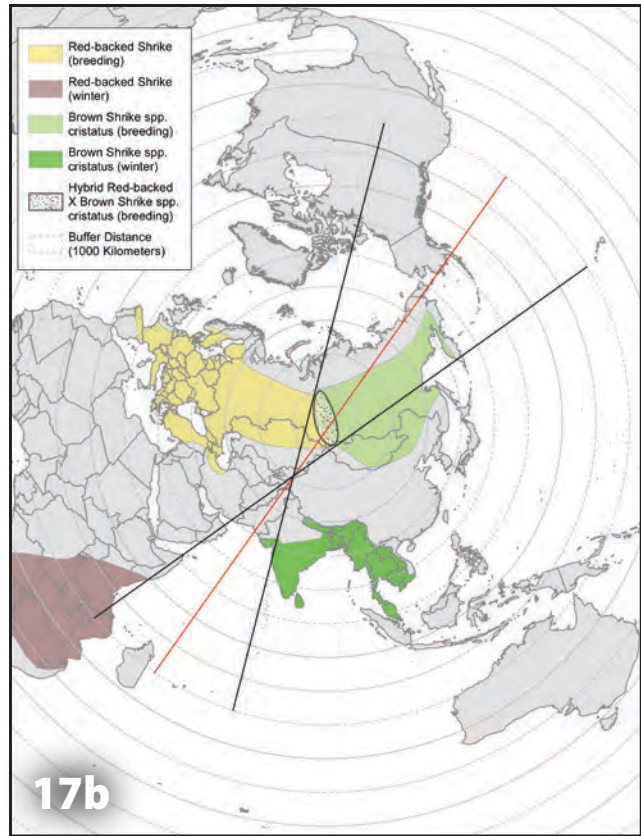 Red-backed Shrike
(breeding)
Red-backed Shrike
(winter)
Brown Shrike spp.
cristatus (breeding)
Brown Shrike spp.
cristatus (winter)
Hybrid Red-backed
X Brown Shrike spp.
cristatus (breeding)
Buffer Distance
(1000 Kilometers)
17b